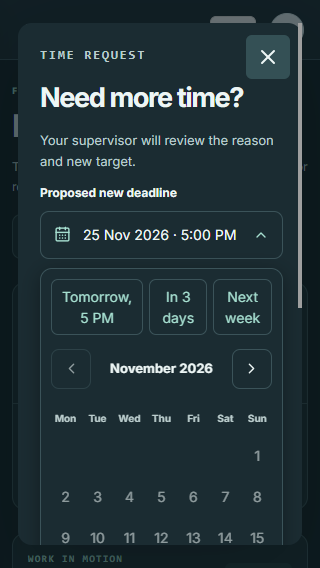 TIME REQUEST
Need more time?
Your supervisor will review the reason
and new target.
Proposed new deadline
25 Nov 2026 · 5:00 PM
Tomorrow,
5 PM
In 3
days
Next
week
November 2026
Mon Tue Wed Thu Fri Sat Sun
1
2 3 4 5 6 7 8
9 10 11 12 13 14 15
WORK IN MOTION